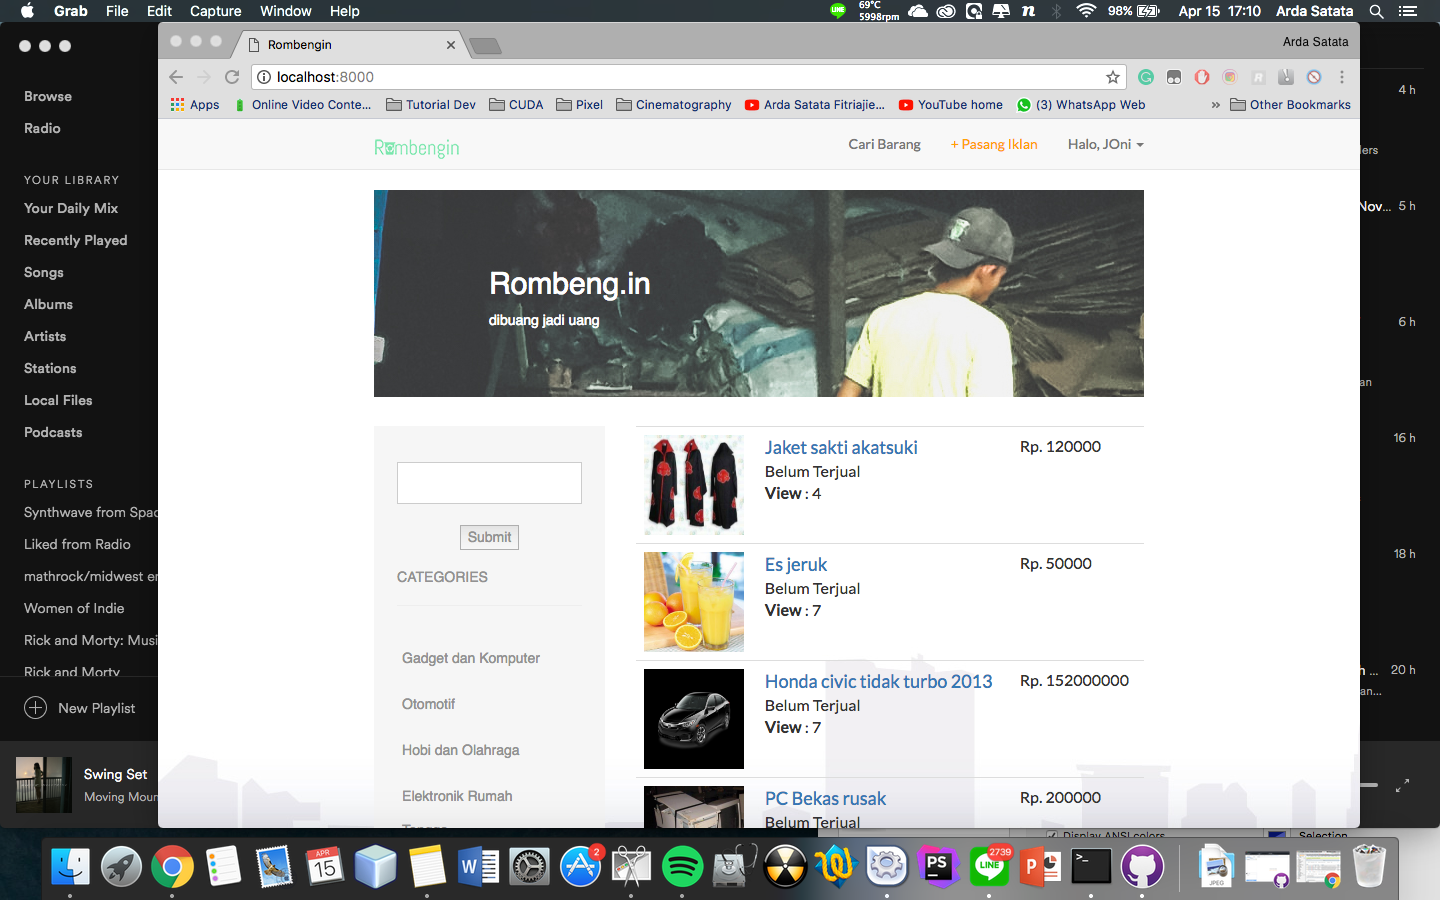 Grab File Edit Capture Window Help
LINE 69°C 5998rpm 98% Apr 15 17:10 Arda Satata
Rombengin
Arda Satata
localhost:8000
Apps Online Video Conte... Tutorial Dev CUDA Pixel Cinematography Arda Satata Fitriajie... YouTube home (3) WhatsApp Web » Other Bookmarks
Browse
Radio
YOUR LIBRARY
Your Daily Mix
Recently Played
Songs
Albums
Artists
Stations
Local Files
Podcasts
PLAYLISTS
Synthwave from Spac
Liked from Radio
mathrock/midwest e
Women of Indie
Rick and Morty: Musi
Rick and Morty
New Playlist
Swing Set
Moving Moun
Rombengin
Cari Barang + Pasang Iklan Halo, JOni
Rombeng.in
dibuang jadi uang
Submit
CATEGORIES
Gadget dan Komputer
Otomotif
Hobi dan Olahraga
Elektronik Rumah
Tangga
Jaket sakti akatsuki Rp. 120000
Belum Terjual
View : 4
Es jeruk Rp. 50000
Belum Terjual
View : 7
Honda civic tidak turbo 2013 Rp. 152000000
Belum Terjual
View : 7
PC Bekas rusak Rp. 200000
Belum Terjual
4 h
lers
Nov... 5 h
6 h
an
16 h
18 h
h ... 20 h
an...
Display ANSI colors Selection
APR 15
2
PS
LINE
2739
JPEG